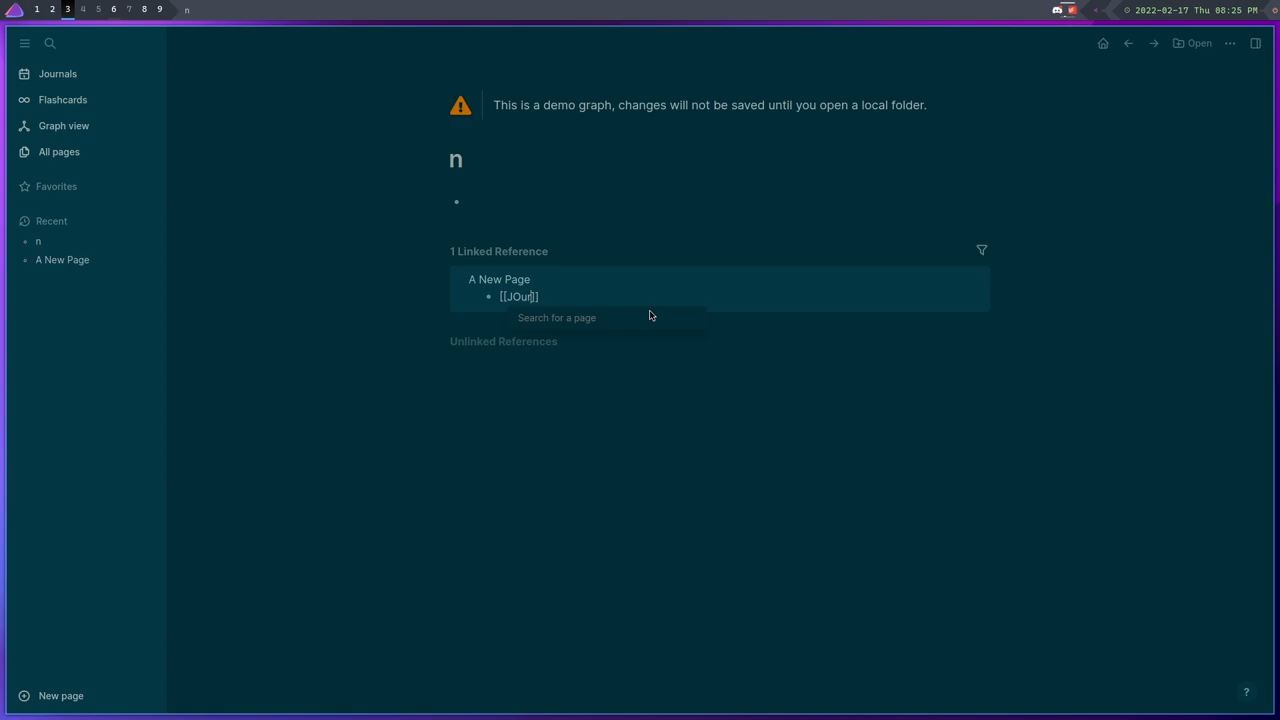 1 2 3 4 5 6 7 8 9 n
2022-02-17 Thu 08:25 PM
Open
Journals
Flashcards
Graph view
All pages
Favorites
Recent
n
A New Page
New page
This is a demo graph, changes will not be saved until you open a local folder.
n
1 Linked Reference
A New Page
[[JOur]]
Search for a page
Unlinked References
?